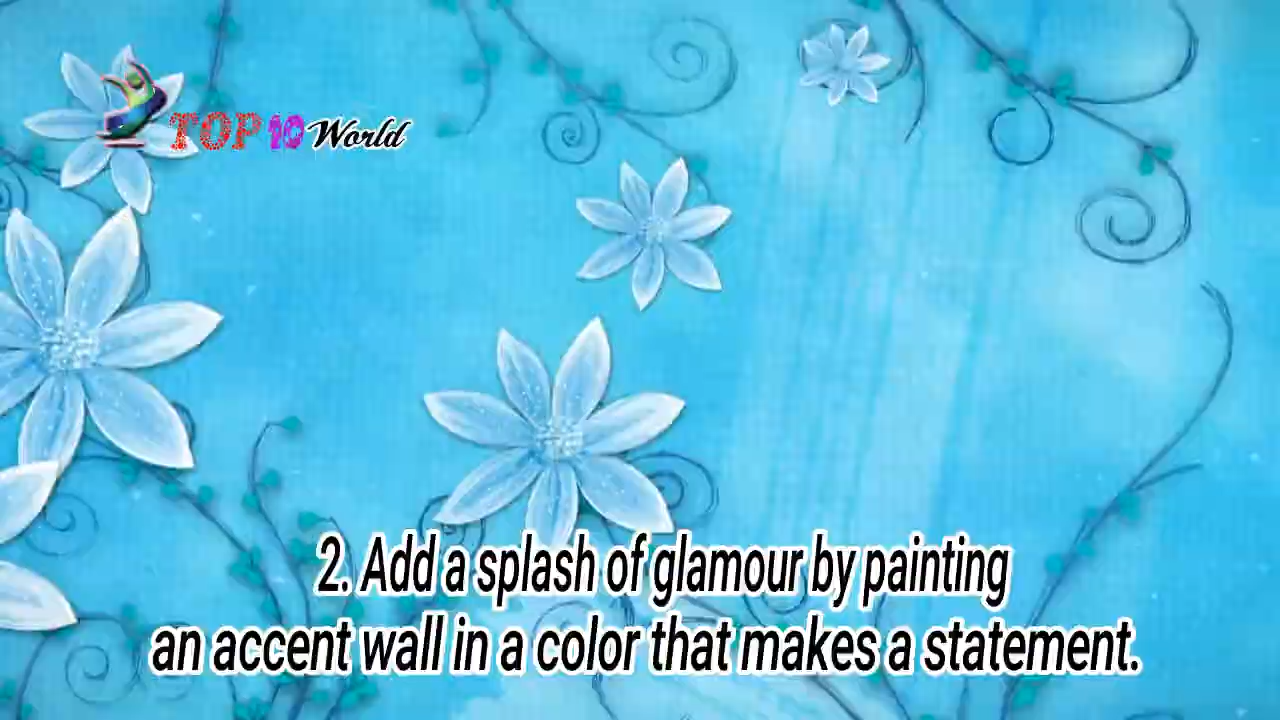 TOP 10 World
2. Add a splash of glamour by painting
an accent wall in a color that makes a statement.